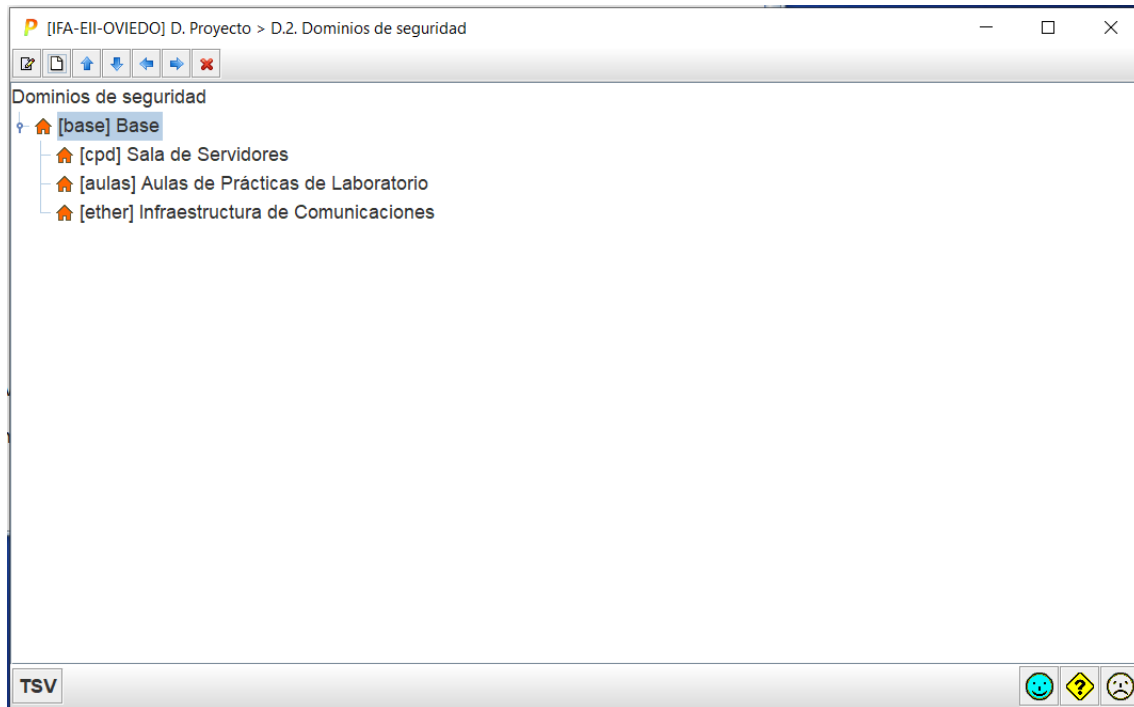 [IFA-EII-OVIEDO] D. Proyecto > D.2. Dominios de seguridad
Dominios de seguridad
[base] Base
[cpd] Sala de Servidores
[aulas] Aulas de Prácticas de Laboratorio
[ether] Infraestructura de Comunicaciones
TSV